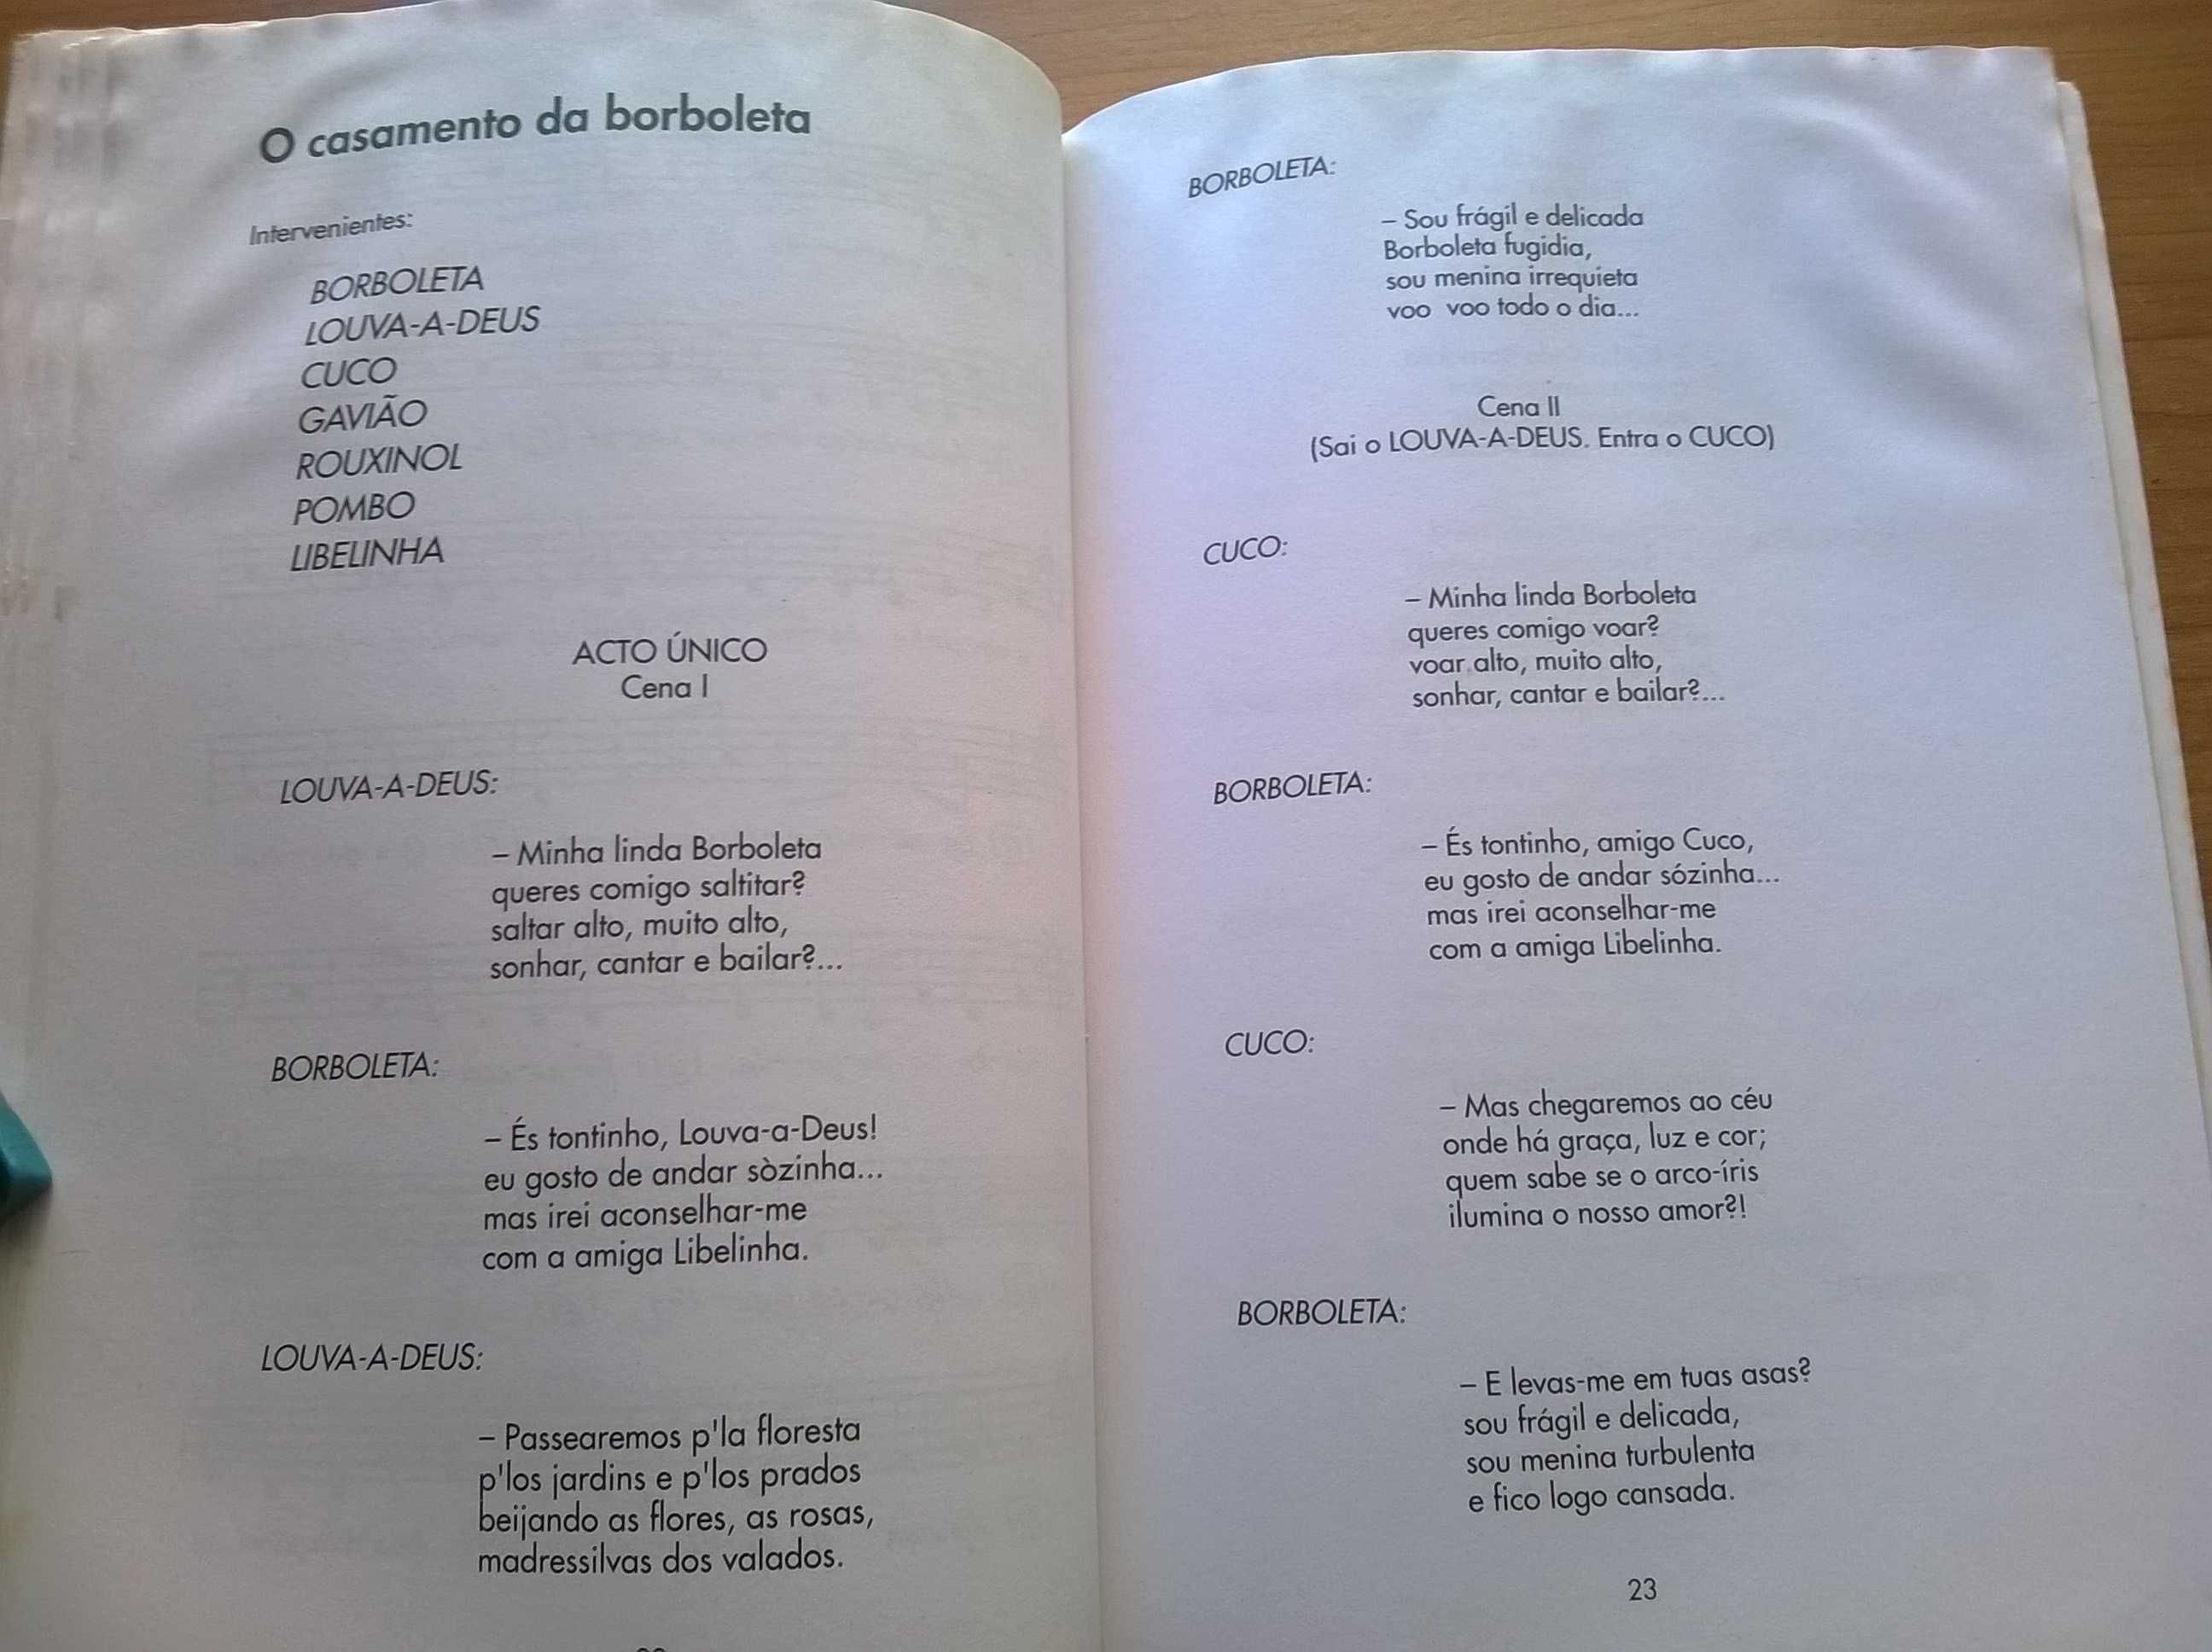 O casamento da borboleta
Intervenientes:
BORBOLETA
LOUVA-A-DEUS
CUCO
GAVIÃO
ROUXINOL
POMBO
LIBELINHA
ACTO ÚNICO
Cena I
LOUVA-A-DEUS:
– Minha linda Borboleta
queres comigo saltitar?
saltar alto, muito alto,
sonhar, cantar e bailar?...
BORBOLETA:
– És tontinho, Louva-a-Deus!
eu gosto de andar sòzinha...
mas irei aconselhar-me
com a amiga Libelinha.
LOUVA-A-DEUS:
– Passearemos p'la floresta
p'los jardins e p'los prados
beijando as flores, as rosas,
madressilvas dos valados.
BORBOLETA:
– Sou frágil e delicada
Borboleta fugidia,
sou menina irrequieta
voo voo todo o dia...
Cena II
(Sai o LOUVA-A-DEUS. Entra o CUCO)
CUCO:
– Minha linda Borboleta
queres comigo voar?
voar alto, muito alto,
sonhar, cantar e bailar?...
BORBOLETA:
– És tontinho, amigo Cuco,
eu gosto de andar sózinha...
mas irei aconselhar-me
com a amiga Libelinha.
CUCO:
– Mas chegaremos ao céu
onde há graça, luz e cor;
quem sabe se o arco-íris
ilumina o nosso amor?!
BORBOLETA:
– E levas-me em tuas asas?
sou frágil e delicada,
sou menina turbulenta
e fico logo cansada.
23